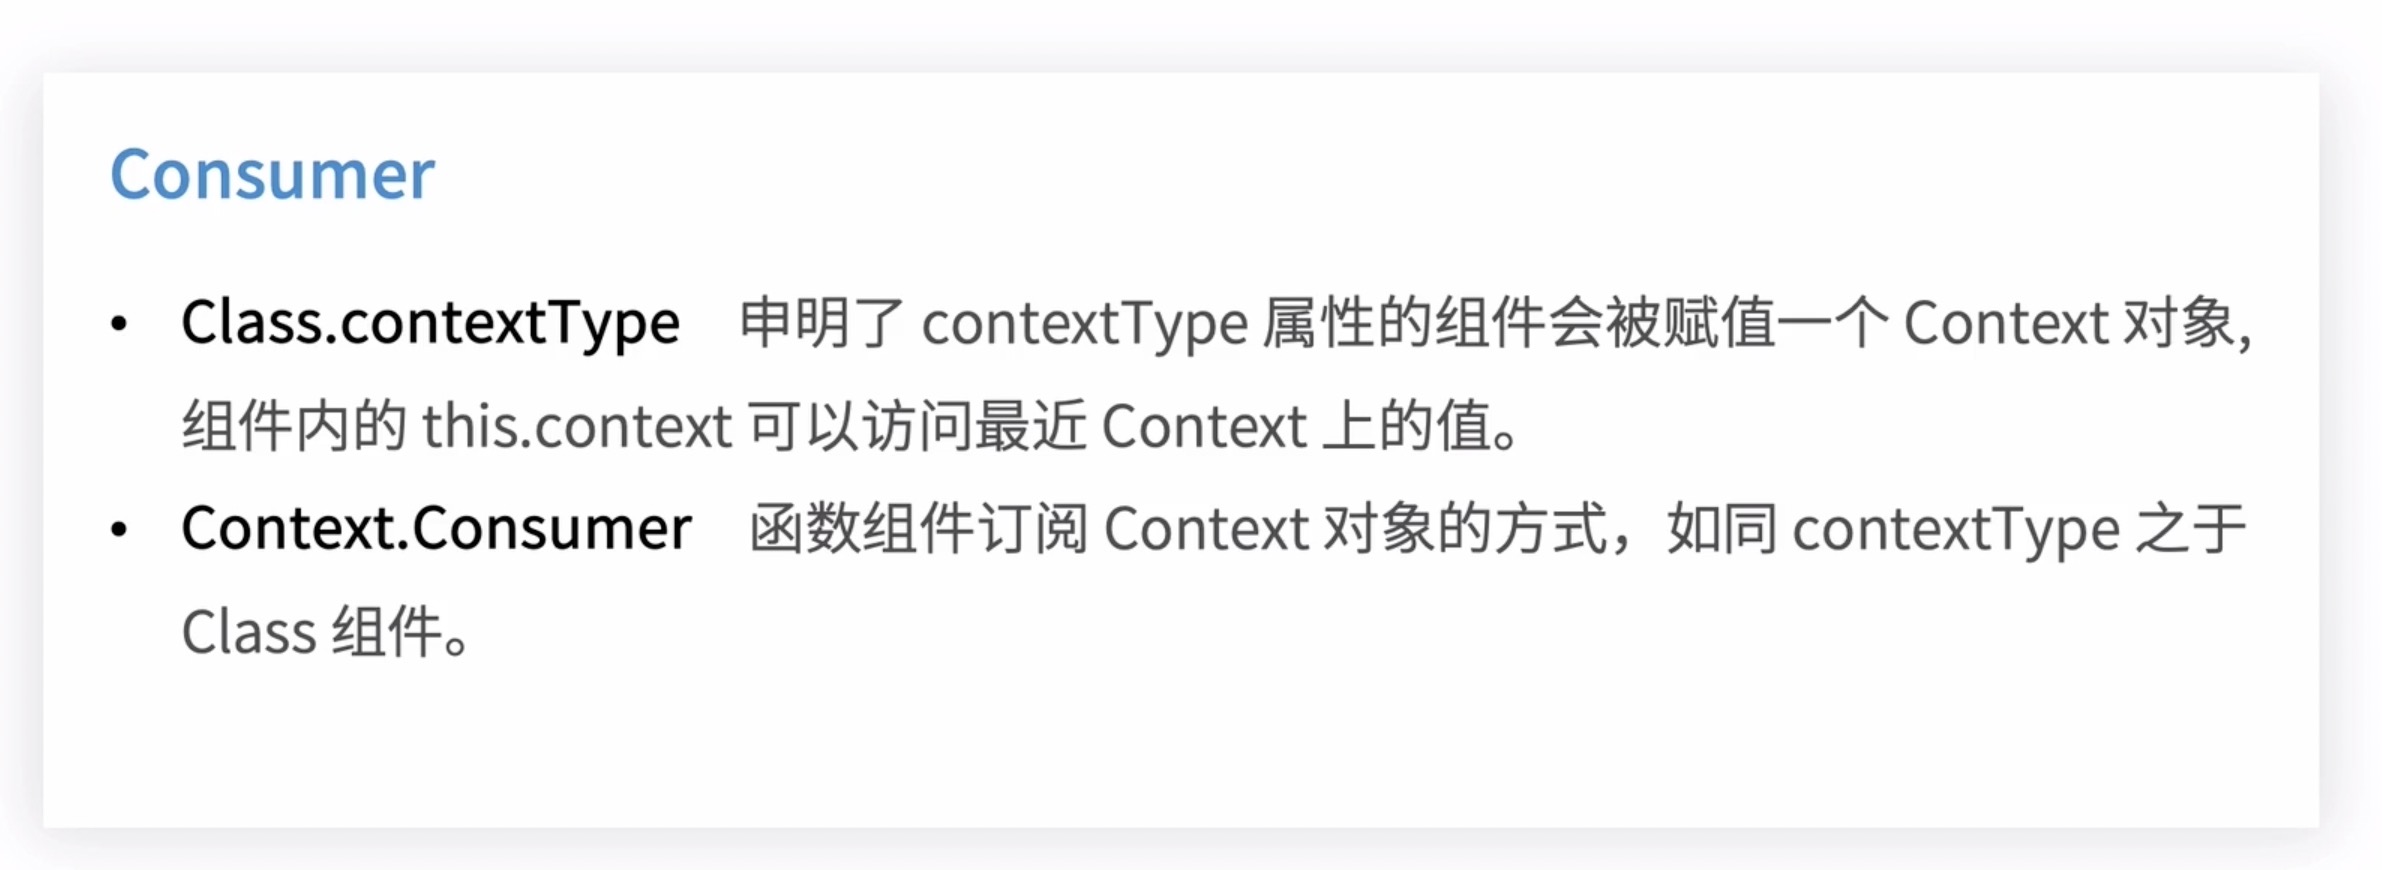 Consumer
• Class.contextType 申明了 contextType 属性的组件会被赋值一个 Context 对象,
组件内的 this.context 可以访问最近 Context 上的值。
• Context.Consumer 函数组件订阅 Context 对象的方式，如同 contextType 之于
Class 组件。